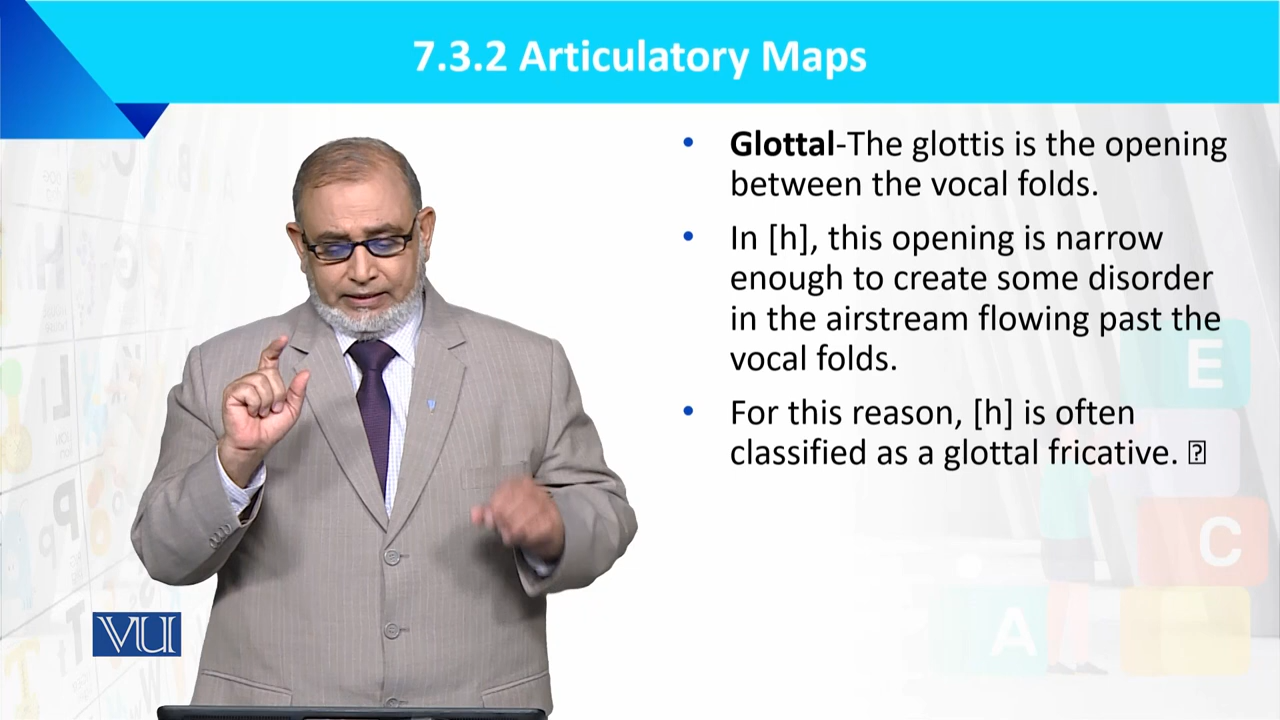 7.3.2 Articulatory Maps
• Glottal-The glottis is the opening
between the vocal folds.
• In [h], this opening is narrow
enough to create some disorder
in the airstream flowing past the
vocal folds.
• For this reason, [h] is often
classified as a glottal fricative. ⍰
VU
E
C
A